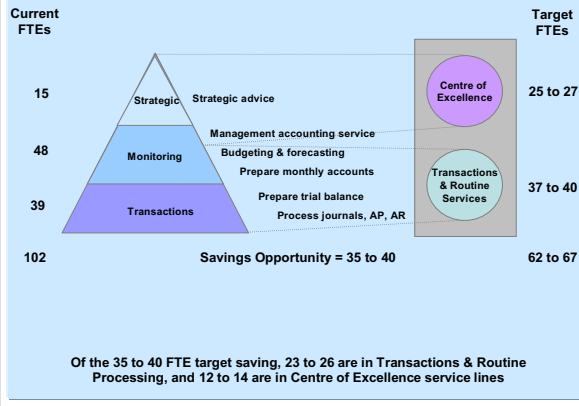 Current
FTEs
Target
FTEs
15
Strategic
Strategic advice
Centre of
Excellence
25 to 27
Management accounting service
48
Monitoring
Budgeting & forecasting
Prepare monthly accounts
Transactions
& Routine
Services
37 to 40
39
Transactions
Prepare trial balance
Process journals, AP, AR
102
Savings Opportunity = 35 to 40
62 to 67
Of the 35 to 40 FTE target saving, 23 to 26 are in Transactions & Routine
Processing, and 12 to 14 are in Centre of Excellence service lines